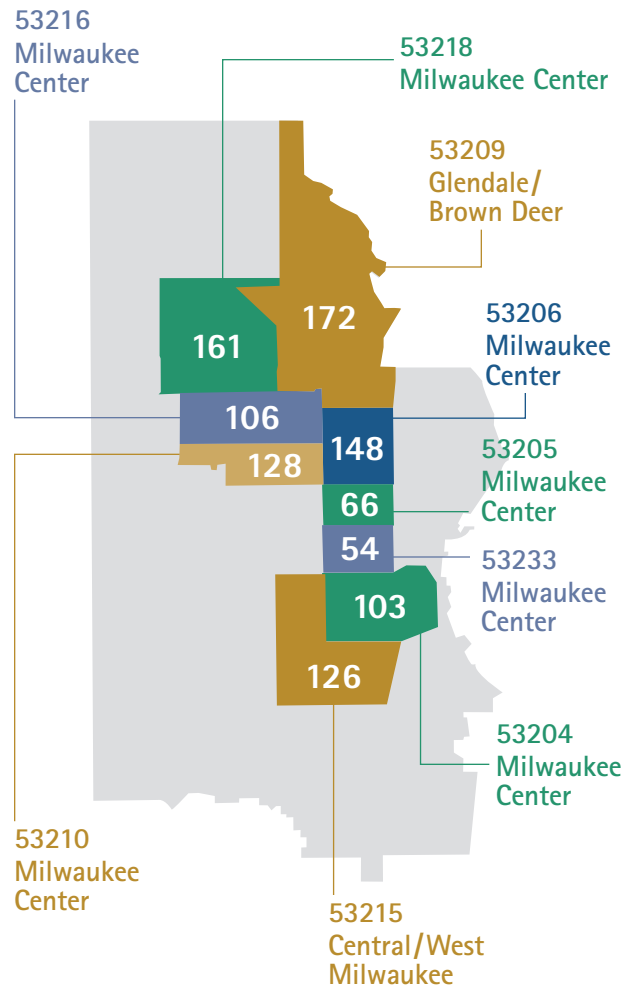 53216
Milwaukee
Center
53218
Milwaukee Center
53209
Glendale/
Brown Deer
172
161
53206
Milwaukee
Center
106
148
128
53205
Milwaukee
Center
66
54
53233
Milwaukee
Center
103
126
53204
Milwaukee
Center
53210
Milwaukee
Center
53215
Central/West
Milwaukee